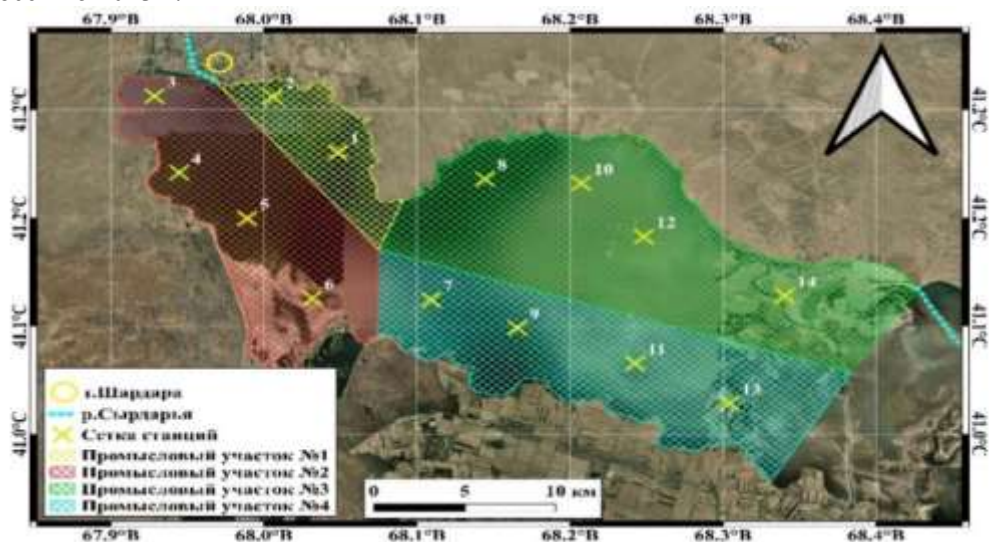 67.9°В 68.0°В 68.1°В 68.2°В 68.3°В 68.4°В
41.2°С 41.2°С
41.2°С 41.2°С
41.1°С 41.1°С
41.0°С 41.0°С
3
2
1
4
5
6
7
8
9
10
11
12
13
14
г.Шардара
р.Сырдарья
Сетка станций
Промысловый участок №1
Промысловый участок №2
Промысловый участок №3
Промысловый участок №4
0 5 10 км
67.9°В 68.0°В 68.1°В 68.2°В 68.3°В 68.4°В